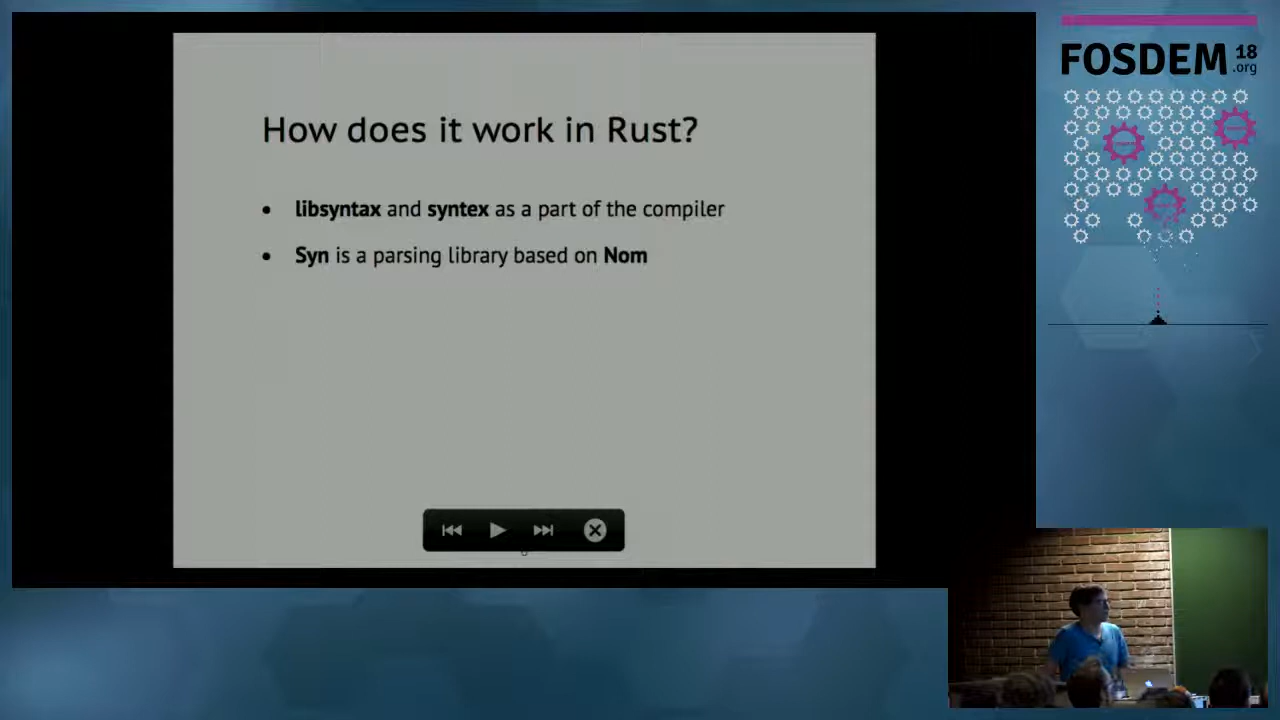 How does it work in Rust?
• libsyntax and syntex as a part of the compiler
• Syn is a parsing library based on Nom
FOSDEM 18
.org